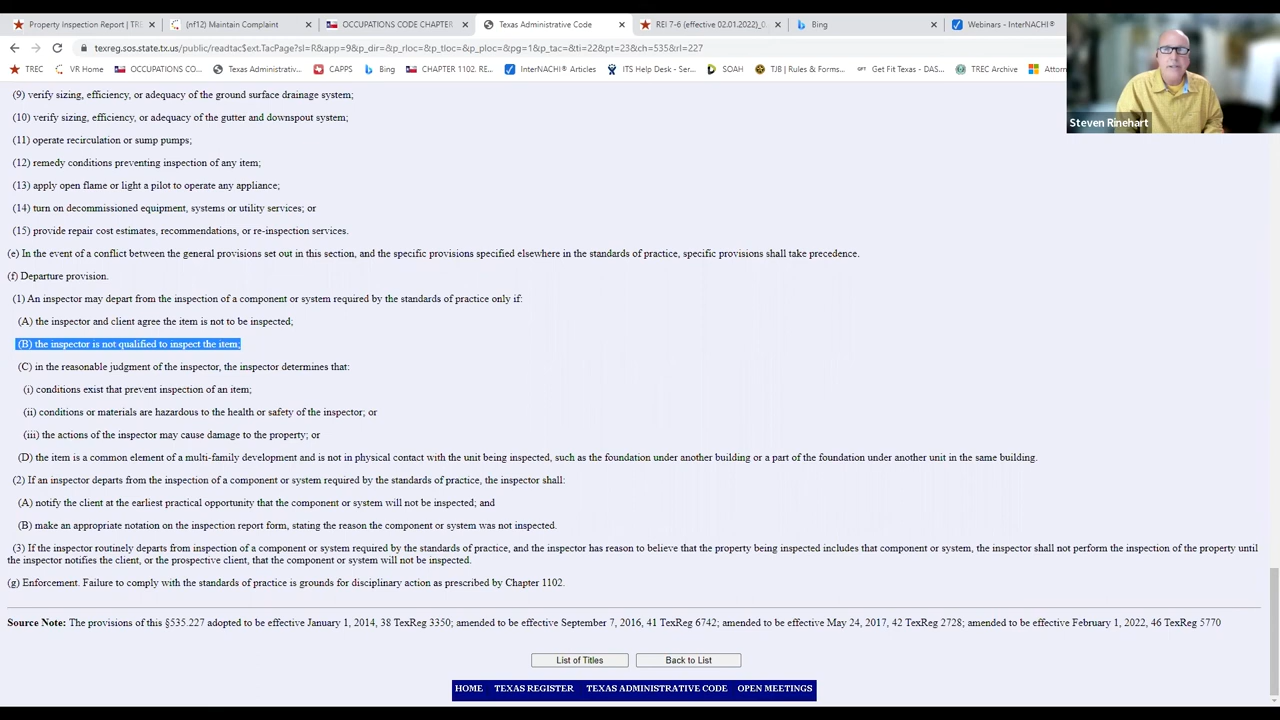 Property Inspection Report | TRE
(nf12) Maintain Complaint
OCCUPATIONS CODE CHAPTER
Texas Administrative Code
REI 7-6 (effective 02.01.2022)_0
Bing
Webinars - InterNACHI®
texreg.sos.state.tx.us/public/readtac$ext.TacPage?sl=R&app=9&p_dir=&p_rloc=&p_tloc=&p_ploc=&pg=1&p_tac=&ti=22&pt=23&ch=535&rl=227
TREC
VR Home
OCCUPATIONS CO...
Texas Administrativ...
CAPPS
Bing
CHAPTER 1102. RE...
InterNACHI® Articles
ITS Help Desk - Ser...
SOAH
TJB | Rules & Forms...
Get Fit Texas - DAS...
TREC Archive
Attorn
Steven Rinehart
(9) verify sizing, efficiency, or adequacy of the ground surface drainage system;
(10) verify sizing, efficiency, or adequacy of the gutter and downspout system;
(11) operate recirculation or sump pumps;
(12) remedy conditions preventing inspection of any item;
(13) apply open flame or light a pilot to operate any appliance;
(14) turn on decommissioned equipment, systems or utility services; or
(15) provide repair cost estimates, recommendations, or re-inspection services.
(e) In the event of a conflict between the general provisions set out in this section, and the specific provisions specified elsewhere in the standards of practice, specific provisions shall take precedence.
(f) Departure provision.
(1) An inspector may depart from the inspection of a component or system required by the standards of practice only if:
(A) the inspector and client agree the item is not to be inspected;
(B) the inspector is not qualified to inspect the item;
(C) in the reasonable judgment of the inspector, the inspector determines that:
(i) conditions exist that prevent inspection of an item;
(ii) conditions or materials are hazardous to the health or safety of the inspector; or
(iii) the actions of the inspector may cause damage to the property; or
(D) the item is a common element of a multi-family development and is not in physical contact with the unit being inspected, such as the foundation under another building or a part of the foundation under another unit in the same building.
(2) If an inspector departs from the inspection of a component or system required by the standards of practice, the inspector shall:
(A) notify the client at the earliest practical opportunity that the component or system will not be inspected; and
(B) make an appropriate notation on the inspection report form, stating the reason the component or system was not inspected.
(3) If the inspector routinely departs from inspection of a component or system required by the standards of practice, and the inspector has reason to believe that the property being inspected includes that component or system, the inspector shall not perform the inspection of the property until
the inspector notifies the client, or the prospective client, that the component or system will not be inspected.
(g) Enforcement. Failure to comply with the standards of practice is grounds for disciplinary action as prescribed by Chapter 1102.
Source Note: The provisions of this §535.227 adopted to be effective January 1, 2014, 38 TexReg 3350; amended to be effective September 7, 2016, 41 TexReg 6742; amended to be effective May 24, 2017, 42 TexReg 2728; amended to be effective February 1, 2022, 46 TexReg 5770
List of Titles
Back to List
HOME TEXAS REGISTER TEXAS ADMINISTRATIVE CODE OPEN MEETINGS